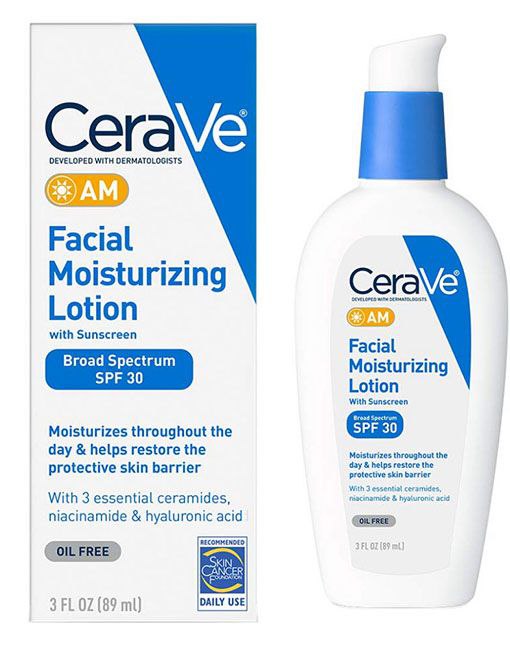 CeraVe®
DEVELOPED WITH DERMATOLOGISTS
AM
Facial
Moisturizing
Lotion
with Sunscreen
Broad Spectrum
SPF 30
Moisturizes throughout the
day & helps restore the
protective skin barrier
With 3 essential ceramides,
niacinamide & hyaluronic acid
OIL FREE
3 FL OZ (89 ml)
RECOMMENDED
SKIN
CANCER
FOUNDATION
DAILY USE
CeraVe®
DEVELOPED WITH DERMATOLOGISTS
AM
Facial
Moisturizing
Lotion
With Sunscreen
Broad Spectrum
SPF 30
Moisturizes throughout the
day & helps restore the
protective skin barrier
With 3 essential ceramides,
niacinamide & hyaluronic acid
OIL FREE
3 FL OZ (89 mL)